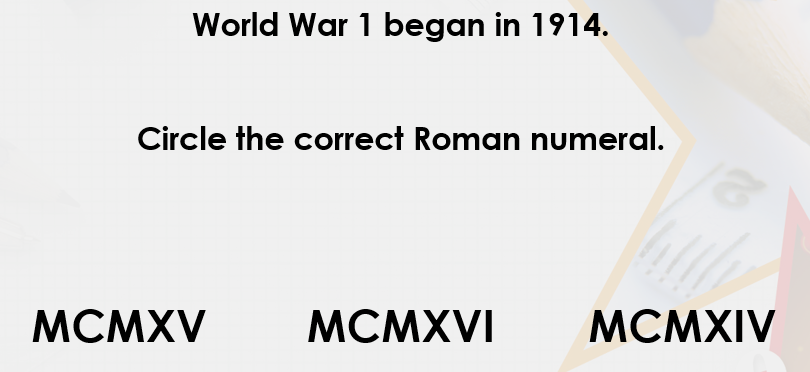 World War 1 began in 1914.
Circle the correct Roman numeral.
MCMXV MCMXVI MCMXIV